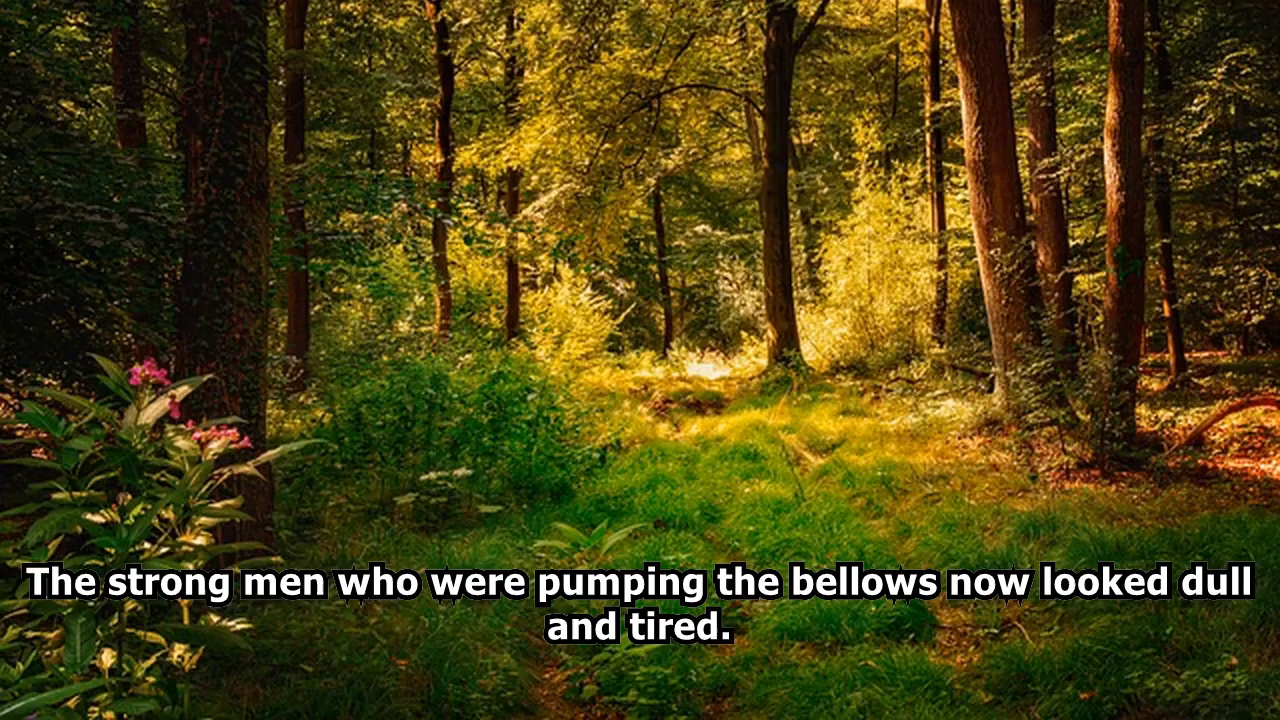 The strong men who were pumping the bellows now looked dull
and tired.